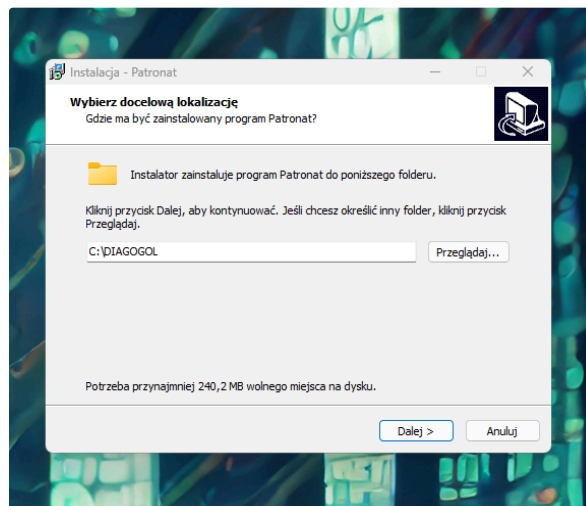 Instalacja - Patronat
Wybierz docelową lokalizację
Gdzie ma być zainstalowany program Patronat?
Instalator zainstaluje program Patronat do poniższego folderu.
Kliknij przycisk Dalej, aby kontynuować. Jeśli chcesz określić inny folder, kliknij przycisk
Przeglądaj.
C:\DIAGOGOL
Przeglądaj...
Potrzeba przynajmniej 240,2 MB wolnego miejsca na dysku.
Dalej >
Anuluj